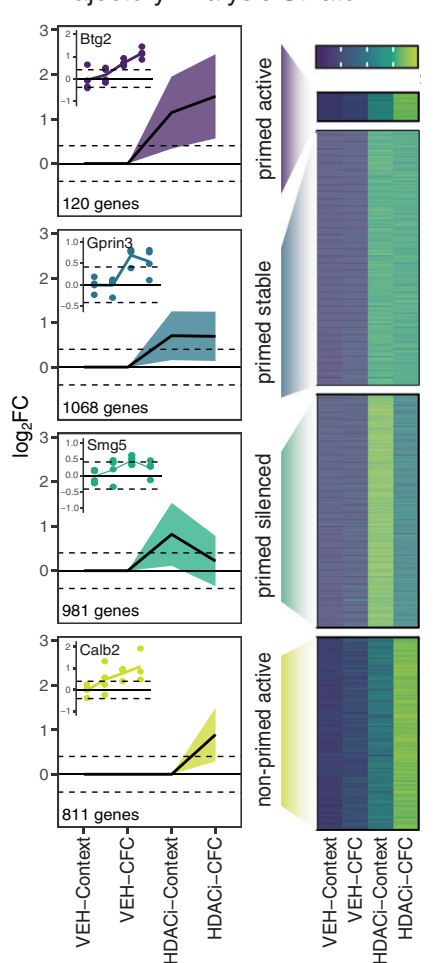 3
2
1
0
Btg2
2
1
0
−1
120 genes
primed active
3
2
1
0
Gprin3
1.0
0.5
0.0
−0.5
1068 genes
primed stable
log2FC
3
2
1
0
Smg5
1.0
0.5
0.0
−0.5
−1.0
981 genes
primed silenced
3
2
1
0
Calb2
2
1
0
−1
811 genes
non−primed active
VEH−Context
VEH−CFC
HDACi−Context
HDACi−CFC
VEH−Context
VEH−CFC
HDACi−Context
HDACi−CFC